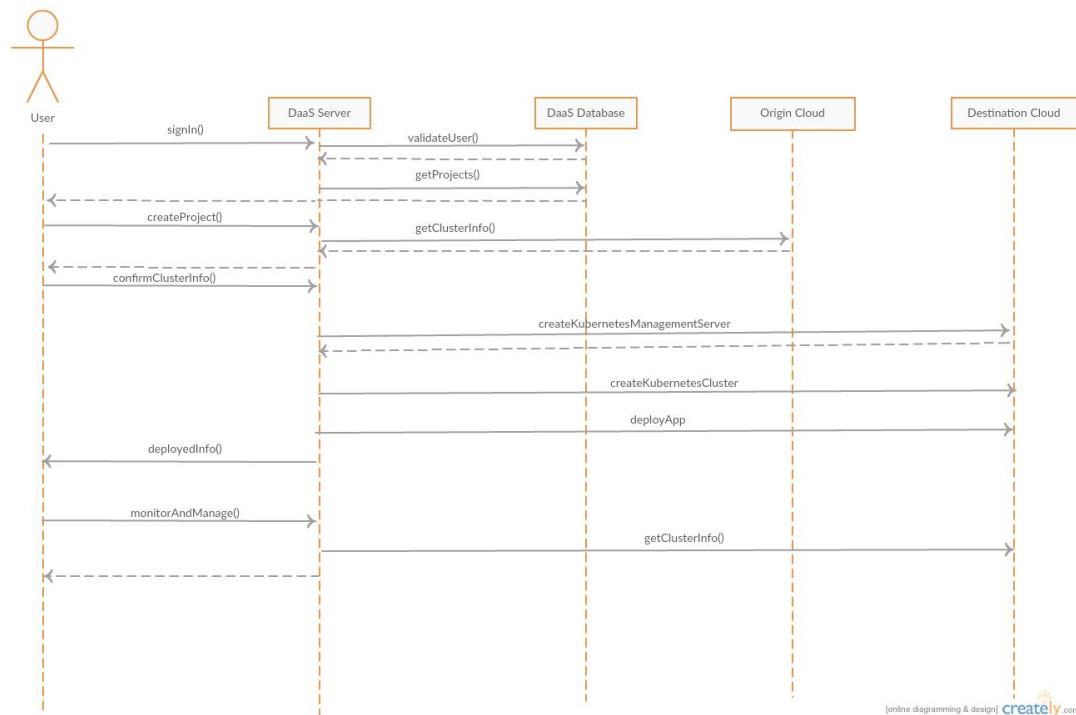 User
DaaS Server
DaaS Database
Origin Cloud
Destination Cloud
signIn()
validateUser()
getProjects()
createProject()
getClusterInfo()
confirmClusterInfo()
createKubernetesManagementServer
createKubernetesCluster
deployApp
deployedInfo()
monitorAndManage()
getClusterInfo()
[online diagramming & design] creately.com